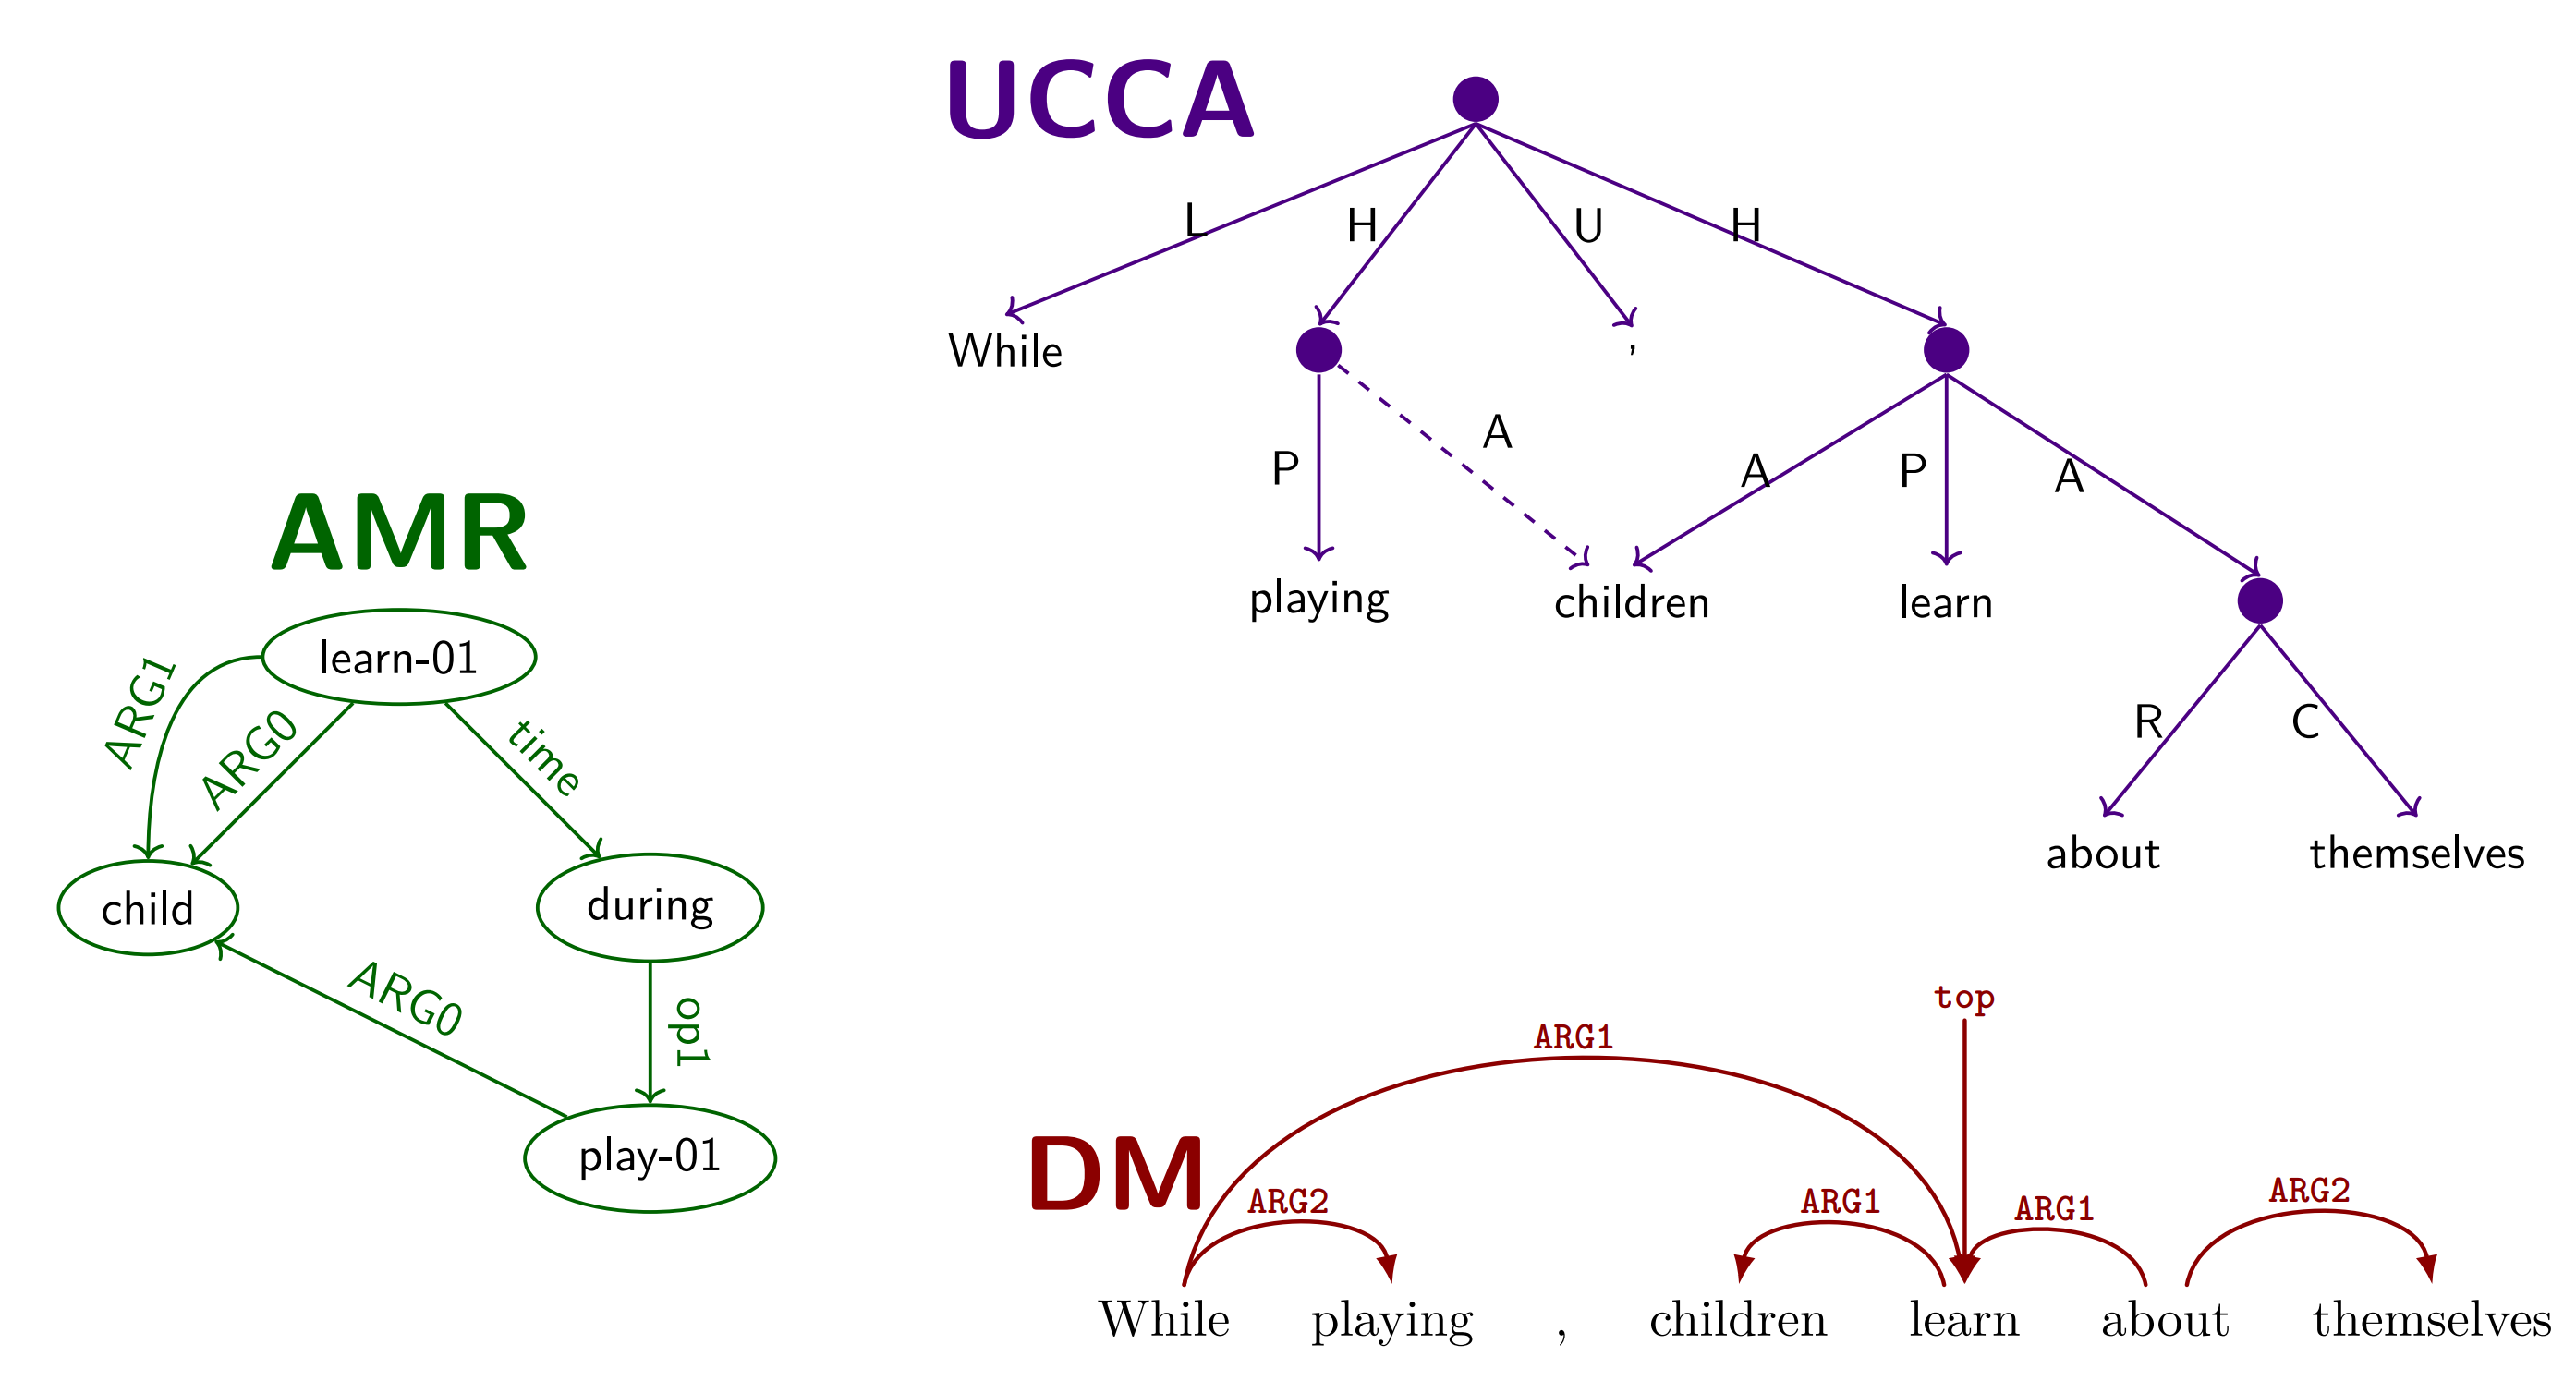 UCCA
L
H
U
H
While
,
A
P
A
P
A
playing
children
learn
R
C
about
themselves
AMR
learn-01
ARG1
ARG0
time
child
during
ARG0
op1
play-01
DM
top
ARG1
ARG2
ARG1
ARG1
ARG2
While playing , children learn about themselves